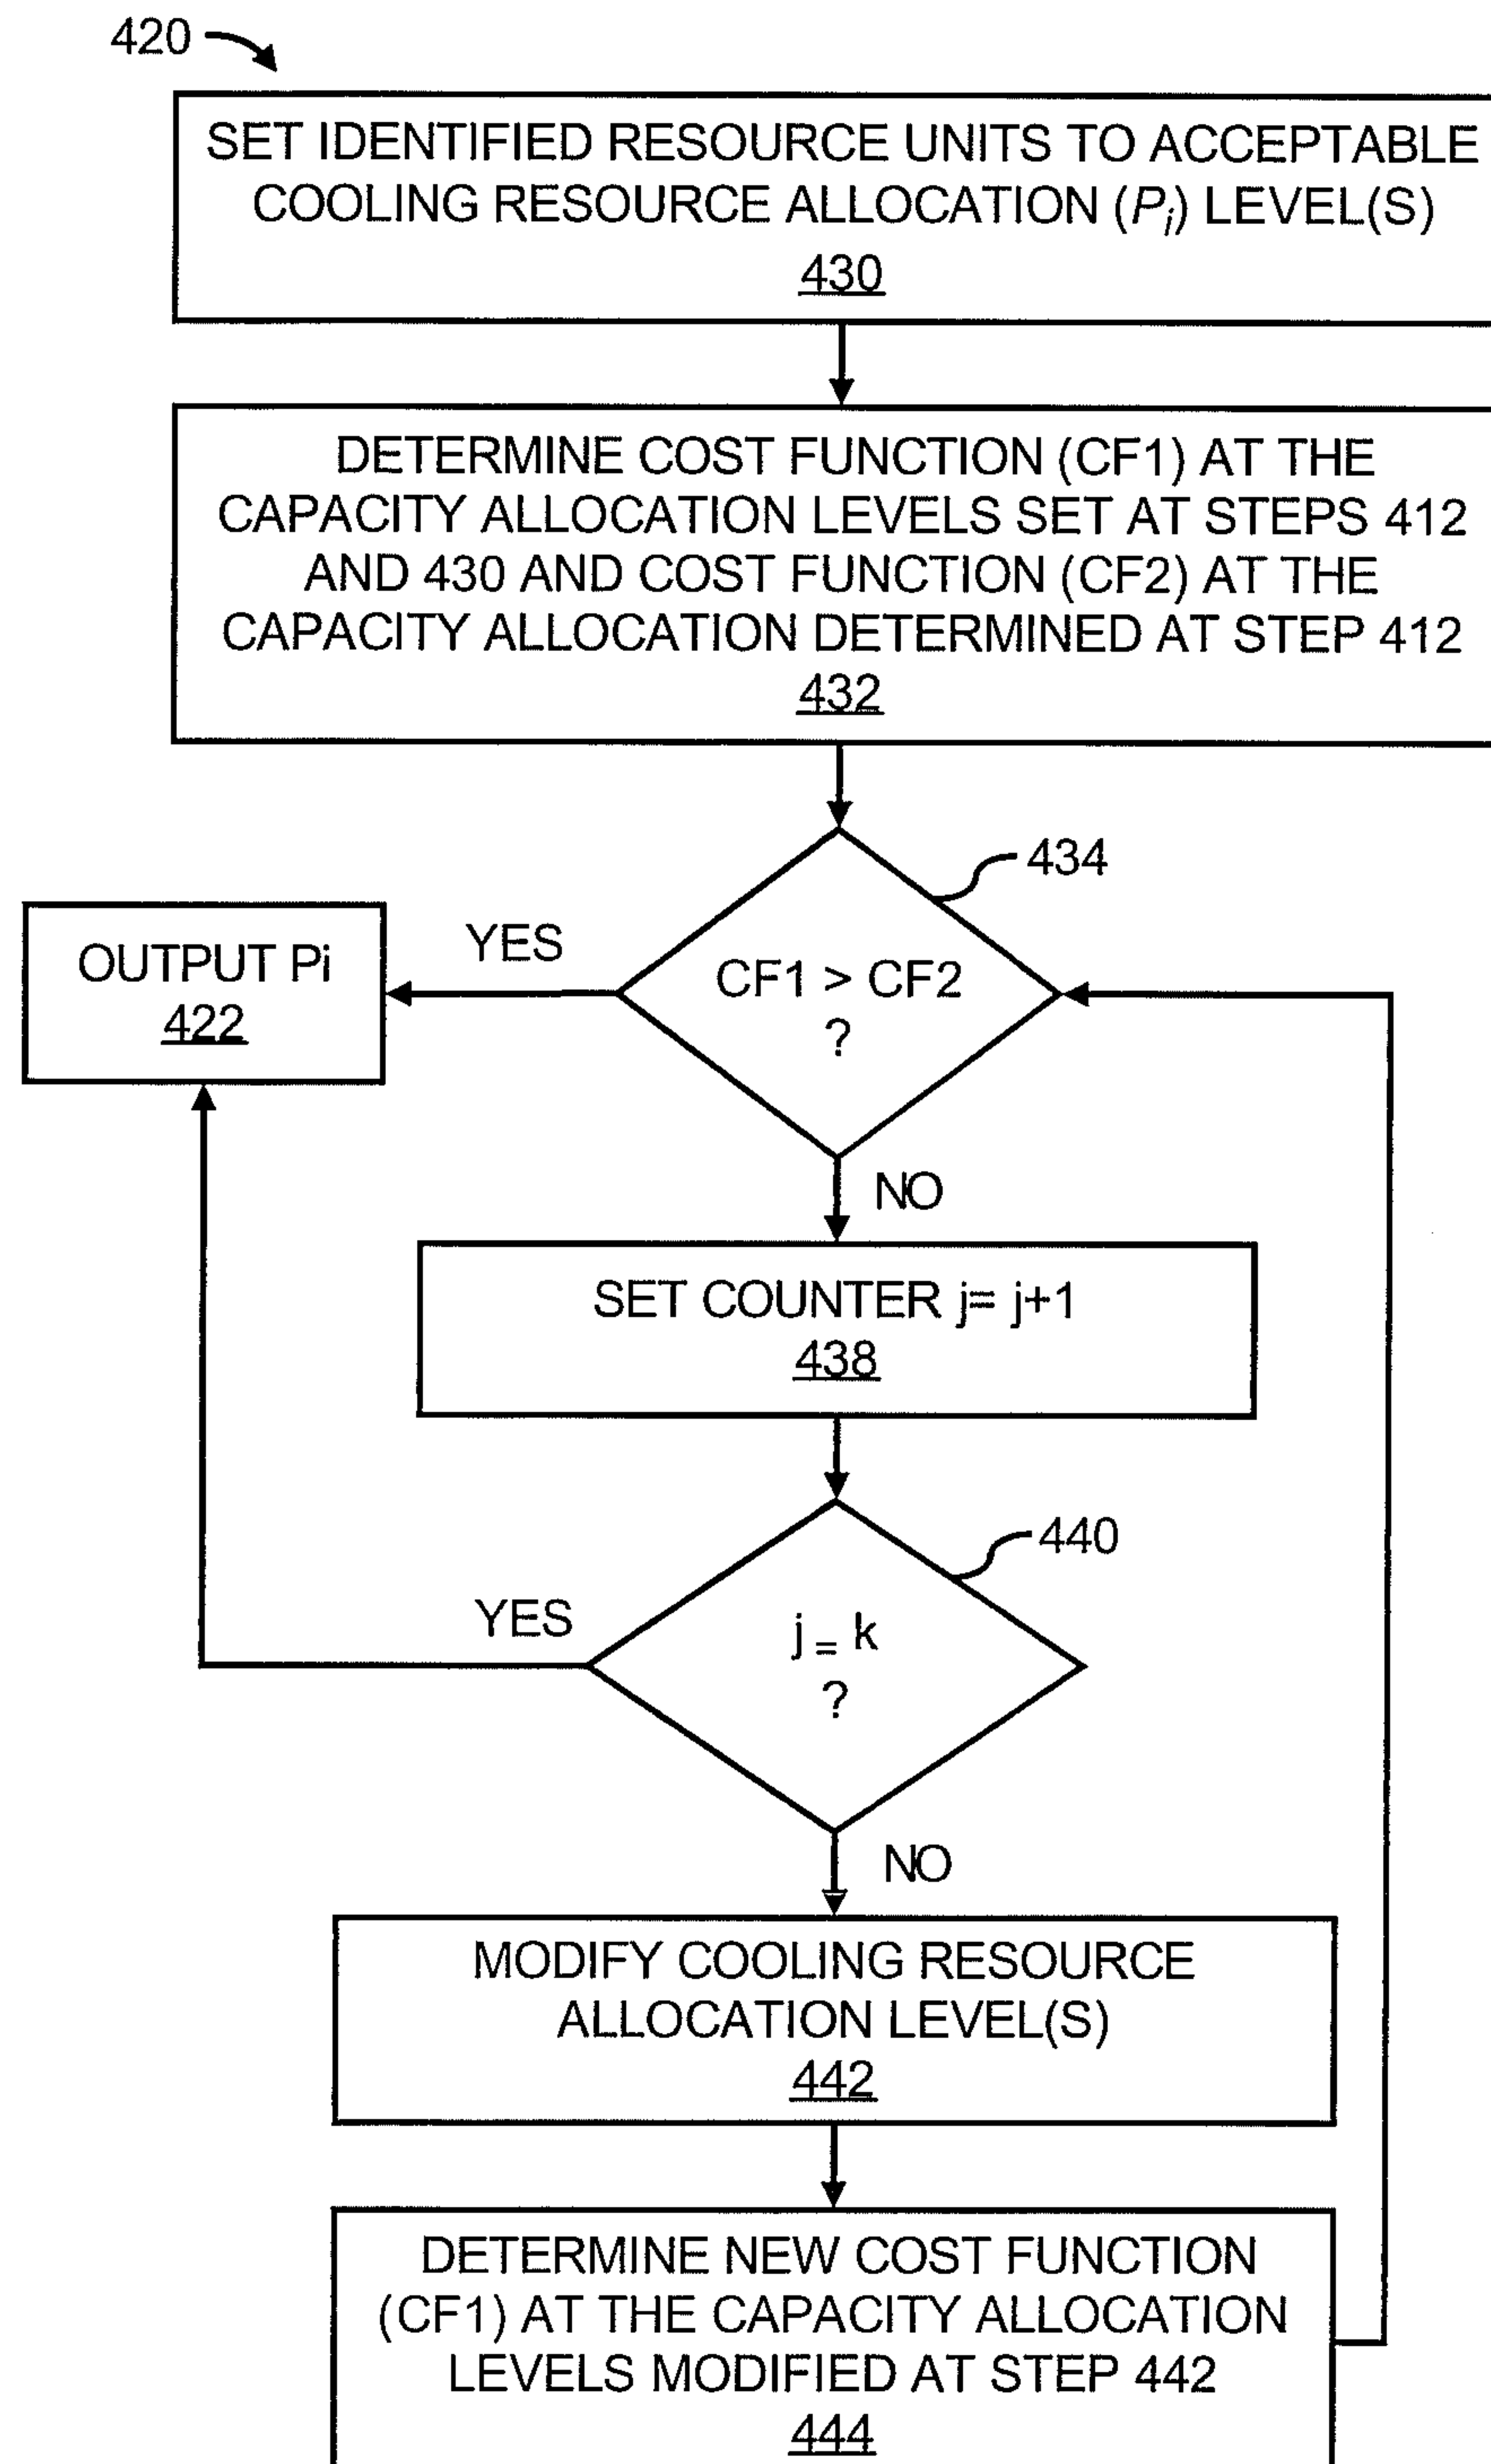 420
SET IDENTIFIED RESOURCE UNITS TO ACCEPTABLE
COOLING RESOURCE ALLOCATION (Pi) LEVEL(S)
430
DETERMINE COST FUNCTION (CF1) AT THE
CAPACITY ALLOCATION LEVELS SET AT STEPS 412
AND 430 AND COST FUNCTION (CF2) AT THE
CAPACITY ALLOCATION DETERMINED AT STEP 412
432
434
CF1 > CF2
?
YES
OUTPUT Pi
422
NO
SET COUNTER j= j+1
438
440
j = k
?
YES
NO
MODIFY COOLING RESOURCE
ALLOCATION LEVEL(S)
442
DETERMINE NEW COST FUNCTION
(CF1) AT THE CAPACITY ALLOCATION
LEVELS MODIFIED AT STEP 442
444